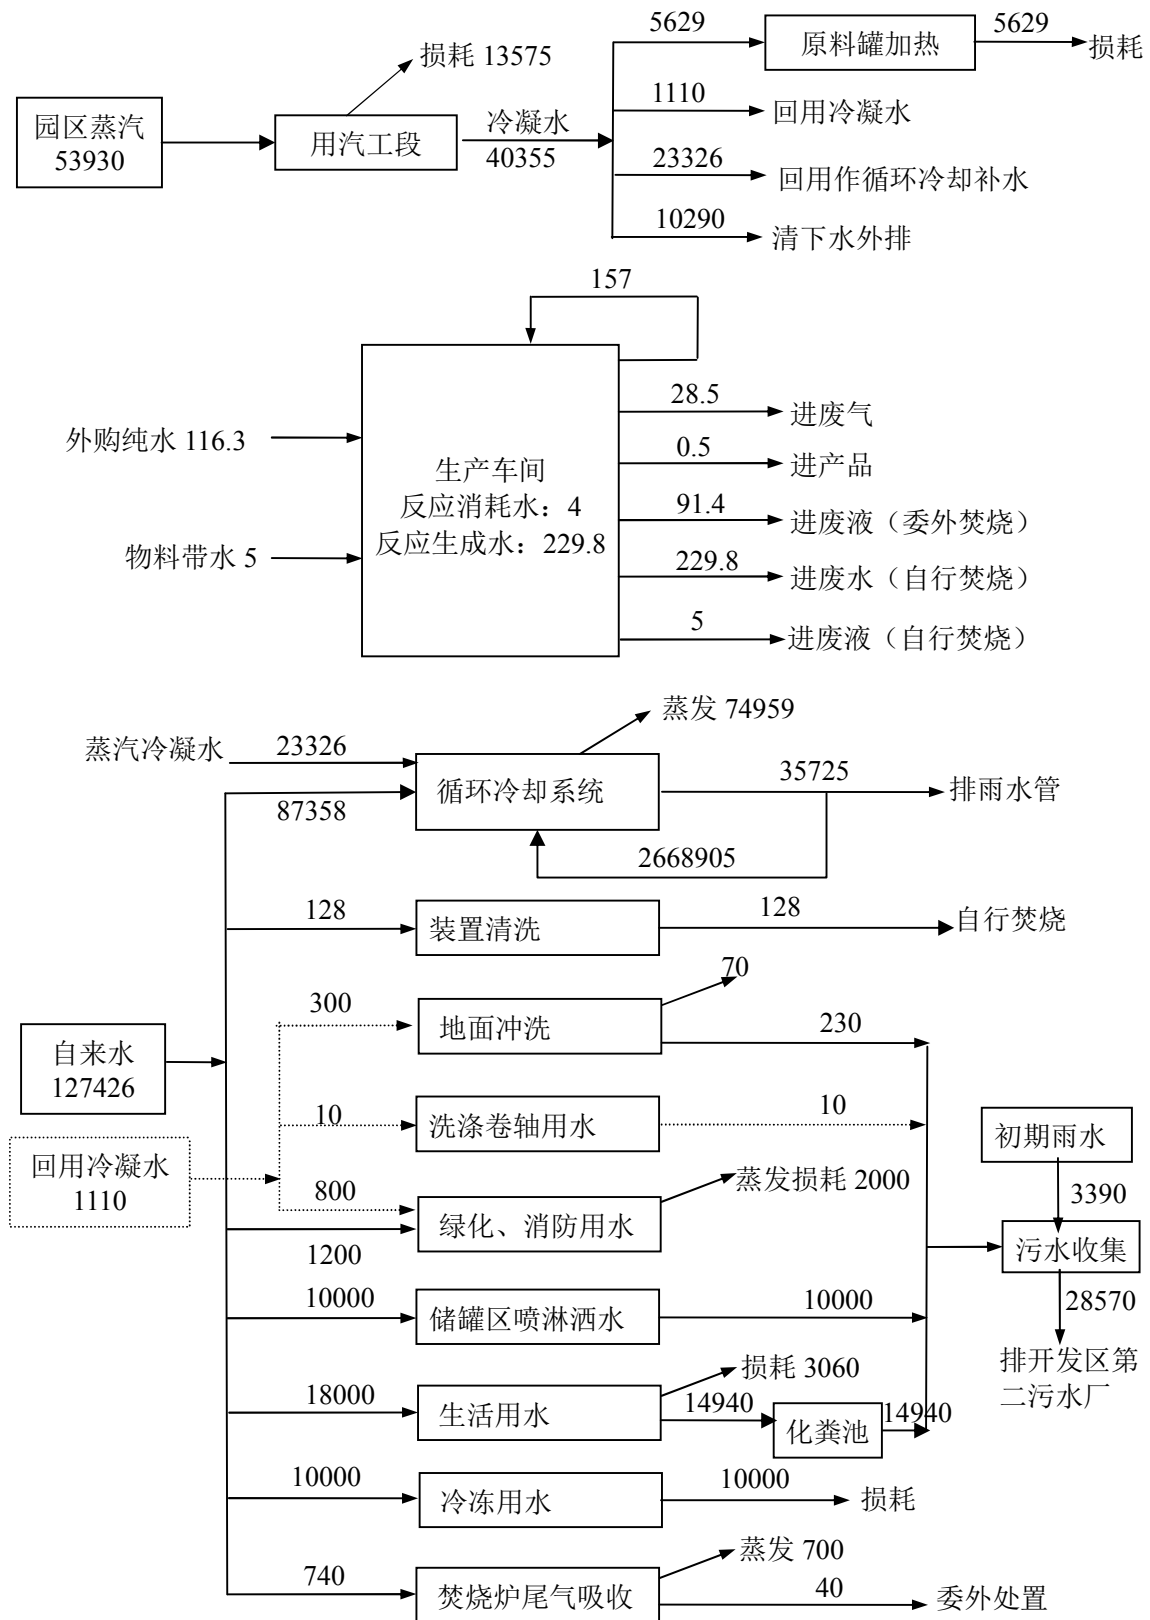 5629
5629
原料罐加热
损耗
损耗 13575
1110
回用冷凝水
园区蒸汽
53930
用汽工段
冷凝水
40355
23326
回用作循环冷却补水
10290
清下水外排
157
28.5
进废气
外购纯水 116.3
0.5
进产品
生产车间
反应消耗水：4
反应生成水：229.8
91.4
进废液（委外焚烧）
物料带水 5
229.8
进废水（自行焚烧）
5
进废液（自行焚烧）
蒸发 74959
蒸汽冷凝水
23326
循环冷却系统
35725
排雨水管
87358
2668905
128
装置清洗
128
自行焚烧
70
300
地面冲洗
230
自来水
127426
10
洗涤卷轴用水
10
初期雨水
回用冷凝水
1110
800
蒸发损耗 2000
3390
绿化、消防用水
1200
污水收集
10000
储罐区喷淋洒水
10000
28570
排开发区第
二污水厂
损耗 3060
18000
生活用水
14940
化粪池
14940
10000
冷冻用水
10000
损耗
蒸发 700
740
焚烧炉尾气吸收
40
委外处置